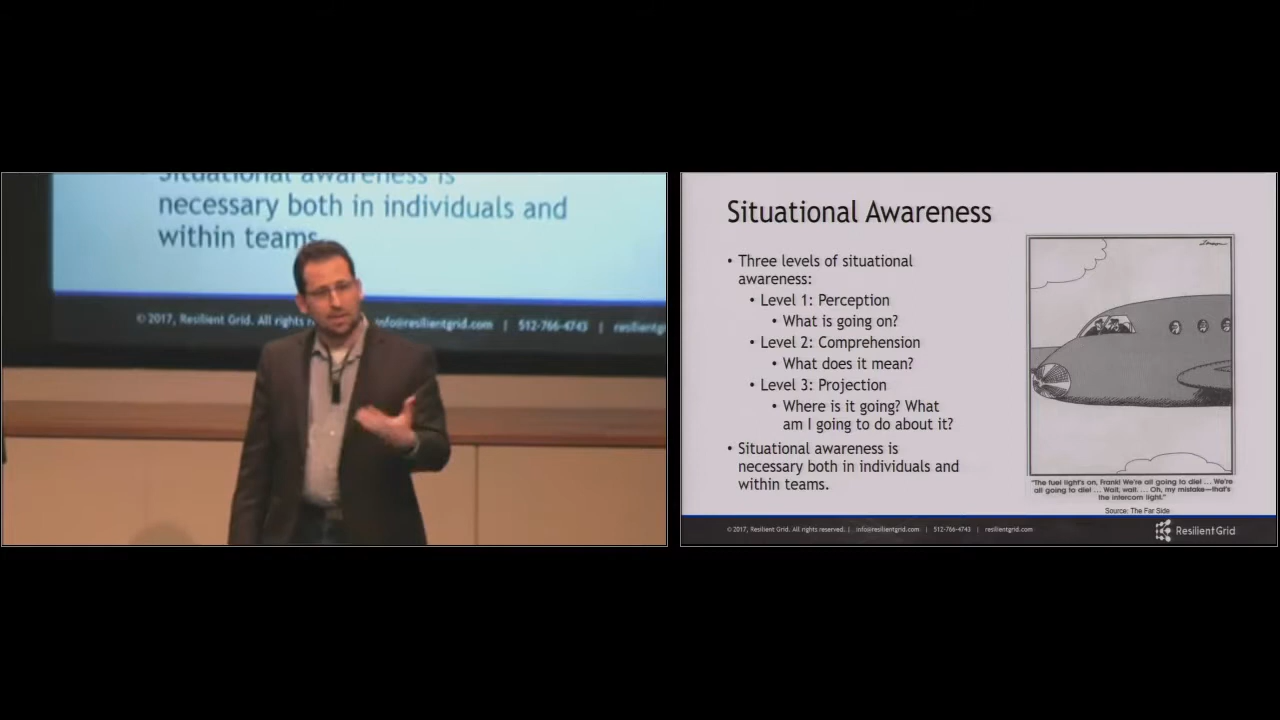 Situational awareness is
necessary both in individuals and
within teams.
© 2017, Resilient Grid. All rights
info@resilientgrid.com | 512-766-4743 |
Situational Awareness
• Three levels of situational
awareness:
• Level 1: Perception
• What is going on?
• Level 2: Comprehension
• What does it mean?
• Level 3: Projection
• Where is it going? What
am I going to do about it?
• Situational awareness is
necessary both in individuals and
within teams.
"The fuel light's on, Frank! We're all going to die! ... We're
all going to die! ... Wait, wait. ... Oh, my mistake—that's
the intercom light."
Source: The Far Side
© 2017, Resilient Grid. All rights reserved. | info@resilientgrid.com | 512-766-4743 | resilientgrid.com
ResilientGrid